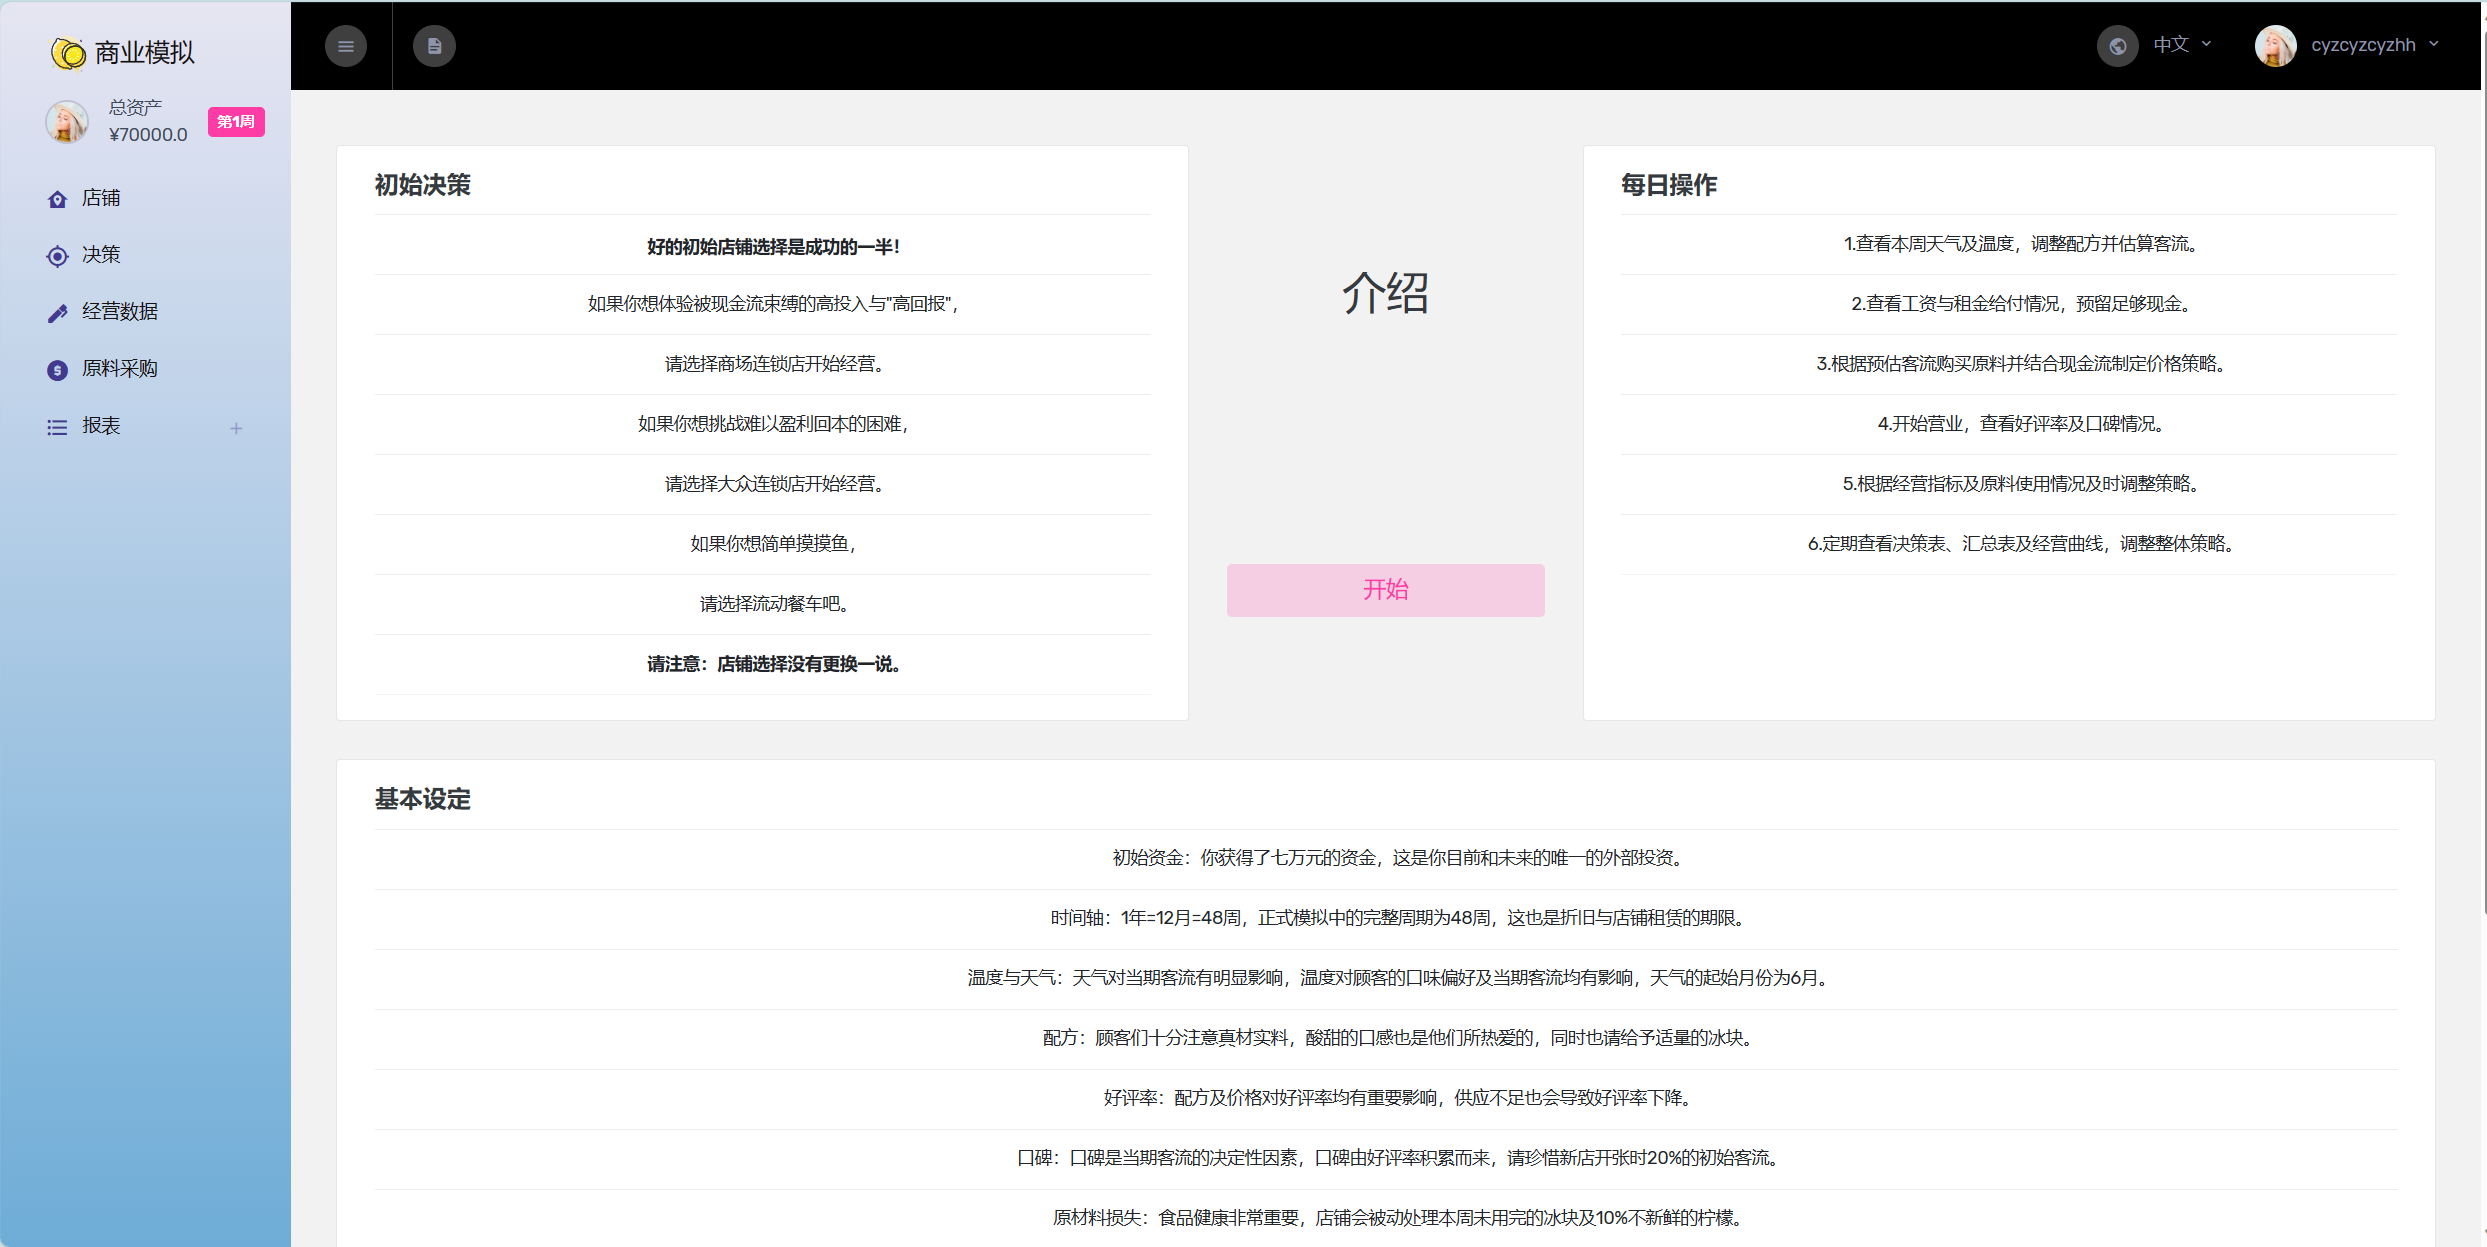 商业模拟
总资产
¥70000.0
第1周
店铺
决策
经营数据
原料采购
报表
中文
cyzcyzcyzhh
初始决策
好的初始店铺选择是成功的一半！
如果你想体验被现金流束缚的高投入与"高回报"，
请选择商场连锁店开始经营。
如果你想挑战难以盈利回本的困难，
请选择大众连锁店开始经营。
如果你想简单摸摸鱼，
请选择流动餐车吧。
请注意：店铺选择没有更换一说。
介绍
开始
每日操作
1.查看本周天气及温度，调整配方并估算客流。
2.查看工资与租金给付情况，预留足够现金。
3.根据预估客流购买原料并结合现金流制定价格策略。
4.开始营业，查看好评率及口碑情况。
5.根据经营指标及原料使用情况及时调整策略。
6.定期查看决策表、汇总表及经营曲线，调整整体策略。
基本设定
初始资金：你获得了七万元的资金，这是你目前和未来的唯一的外部投资。
时间轴：1年=12月=48周，正式模拟中的完整周期为48周，这也是折旧与店铺租赁的期限。
温度与天气：天气对当期客流有明显影响，温度对顾客的口味偏好及当期客流均有影响，天气的起始月份为6月。
配方：顾客们十分注意真材实料，酸甜的口感也是他们所热爱的，同时也请给予适量的冰块。
好评率：配方及价格对好评率均有重要影响，供应不足也会导致好评率下降。
口碑：口碑是当期客流的决定性因素，口碑由好评率积累而来，请珍惜新店开张时20%的初始客流。
原材料损失：食品健康非常重要，店铺会被动处理本周未用完的冰块及10%不新鲜的柠檬。